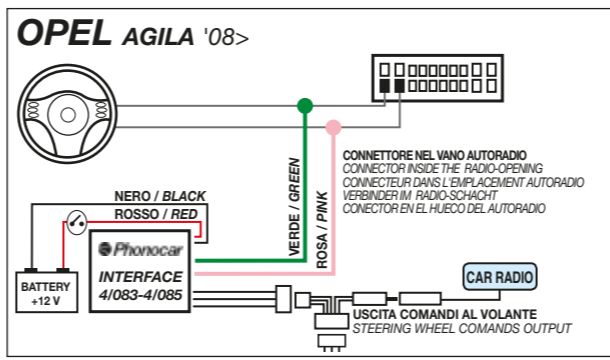 OPEL AGILA '08>
CONNETTORE NEL VANO AUTORADIO
CONNECTOR INSIDE THE RADIO-OPENING
CONNECTEUR DANS L'EMPLACEMENT AUTORADIO
VERBINDER IM RADIO-SCHACHT
CONECTOR EN EL HUECO DEL AUTORADIO
NERO / BLACK
ROSSO / RED
VERDE / GREEN
ROSA / PINK
Phonocar
INTERFACE
4/083-4/085
BATTERY
+12 V
CAR RADIO
USCITA COMANDI AL VOLANTE
STEERING WHEEL COMANDS OUTPUT